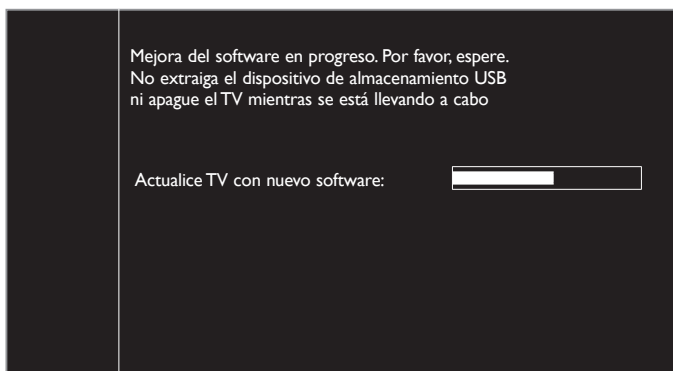 Mejora del software en progreso. Por favor, espere.
No extraiga el dispositivo de almacenamiento USB
ni apague el TV mientras se está llevando a cabo
Actualice TV con nuevo software: